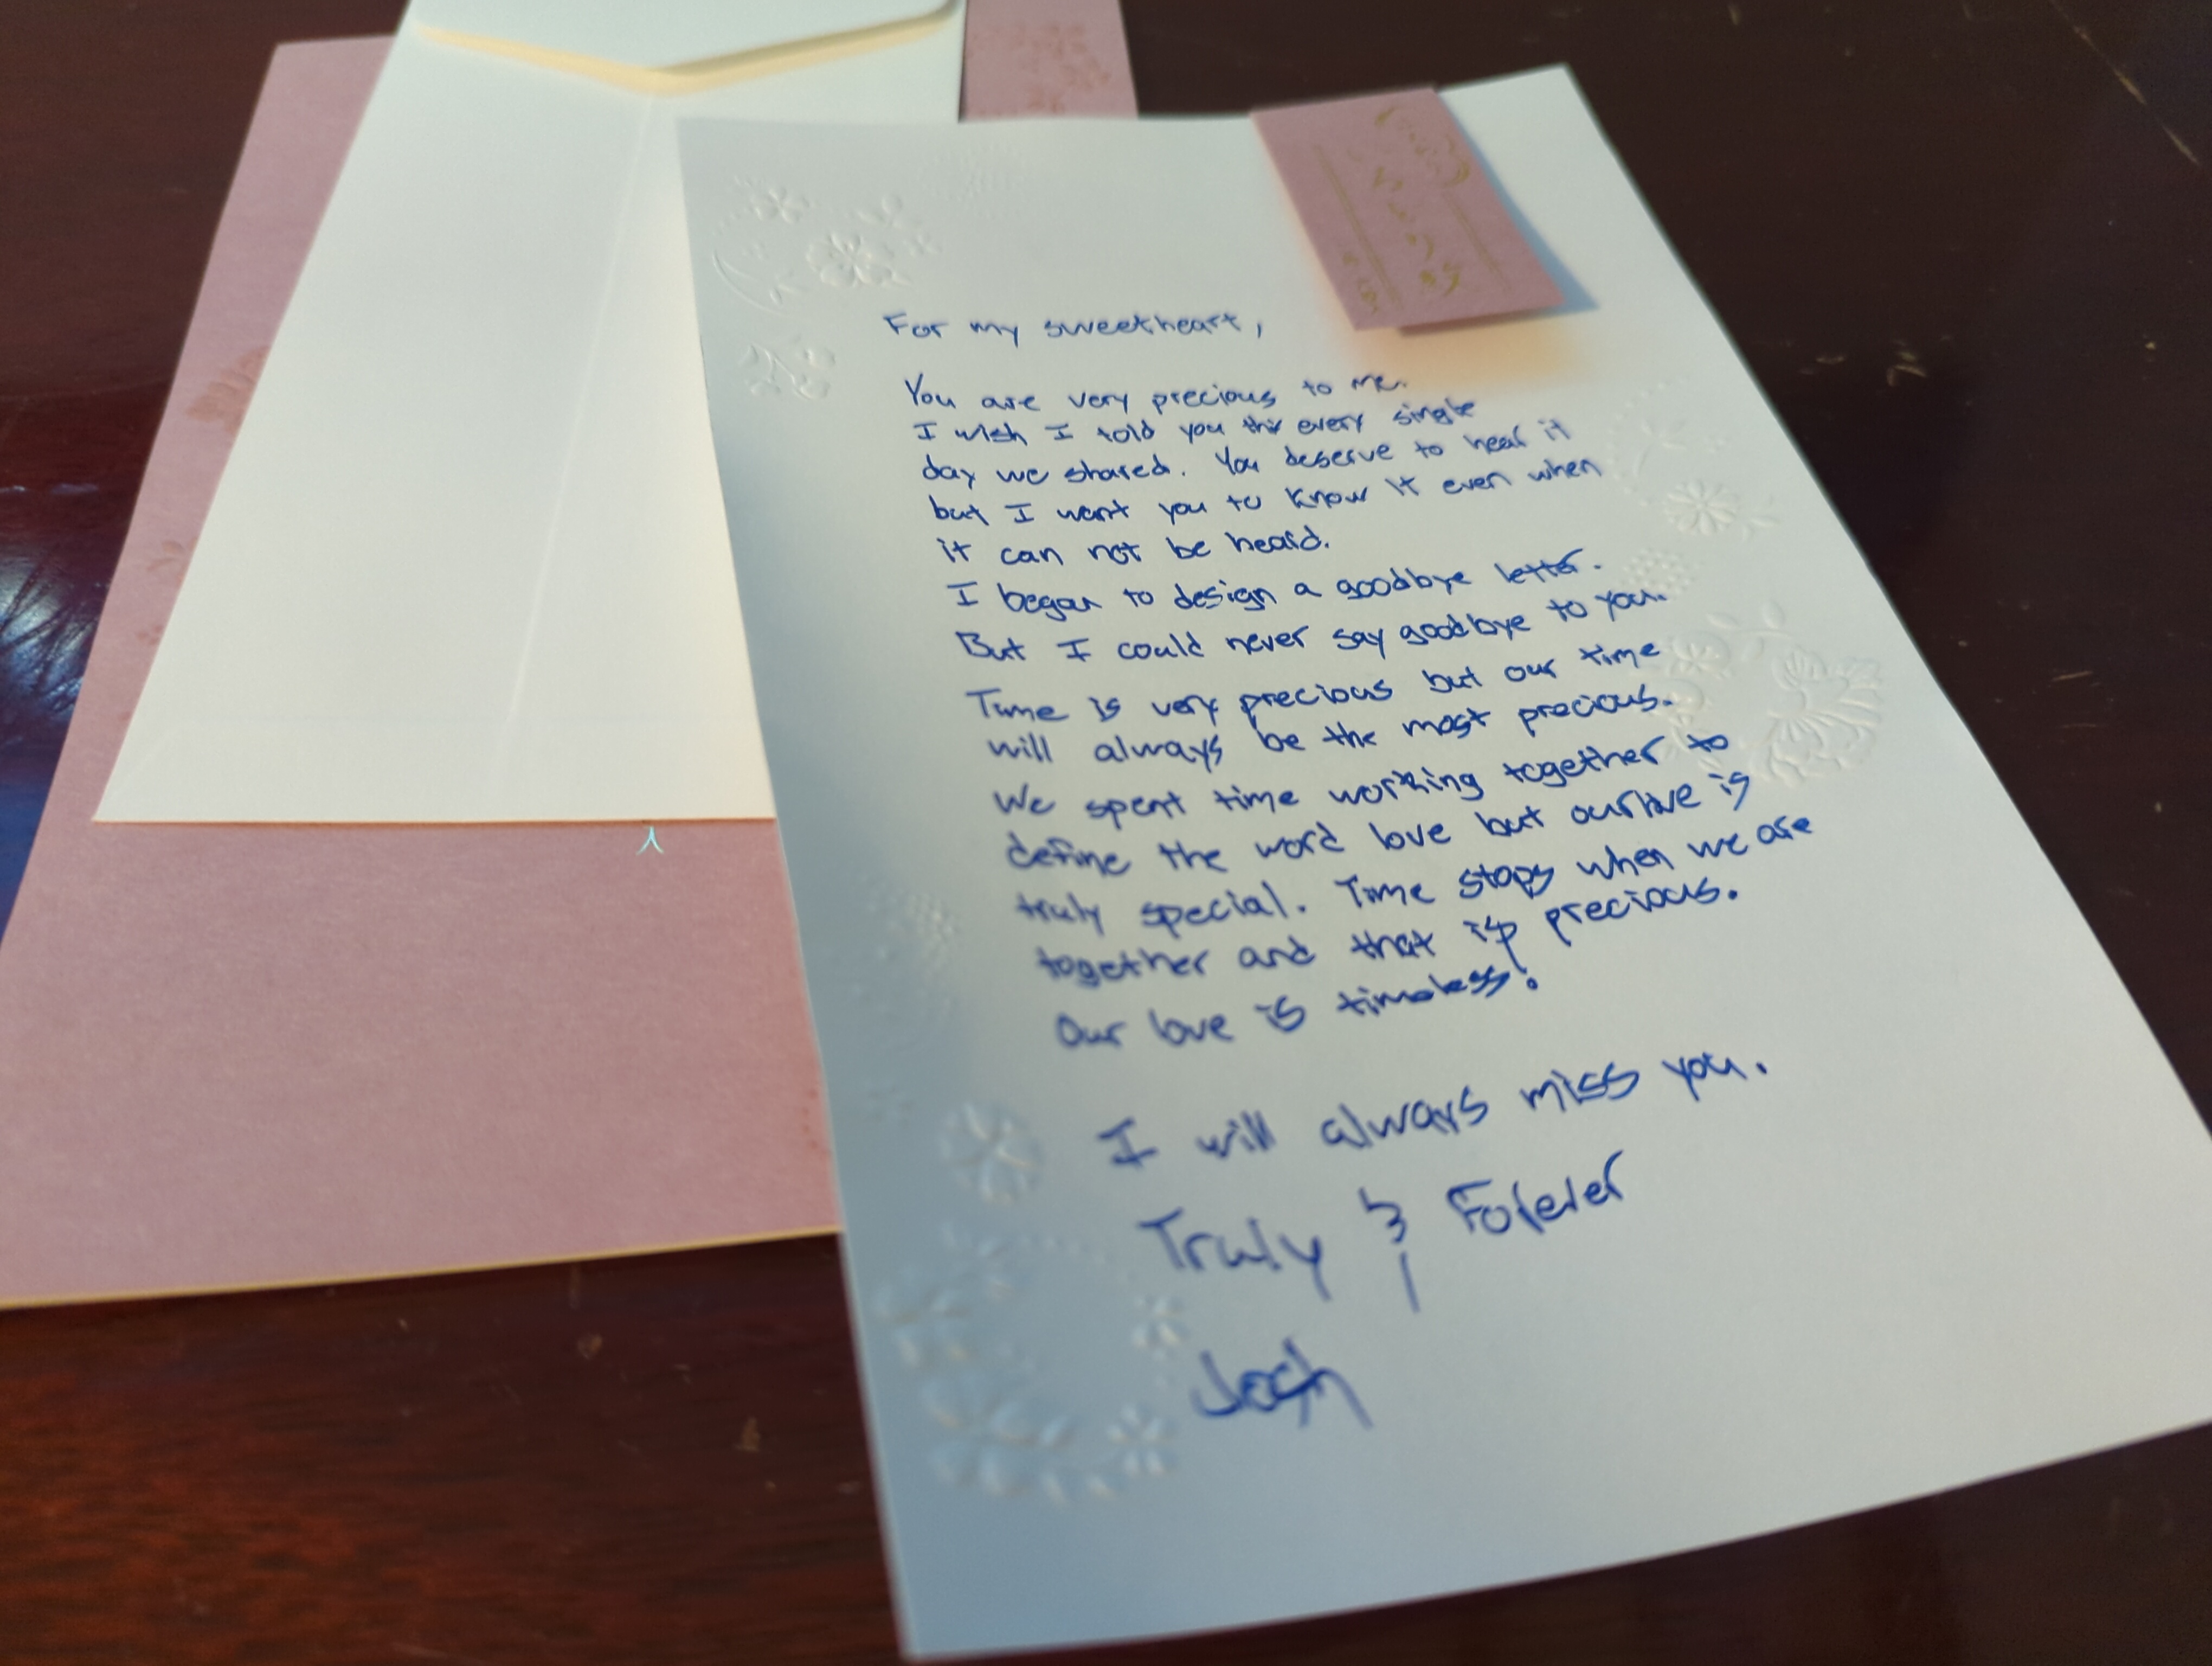 For my sweetheart,
You are very precious to me.
I wish I told you this every single
day we shared. You deserve to hear it
but I want you to know it even when
it can not be heard.
I began to design a goodbye letter.
But I could never say goodbye to you.
Time is very precious but our time
will always be the most precious.
We spent time working together to
define the word love but our love is
truly special. Time stops when we are
together and that is precious.
Our love is timeless!
I will always miss you.
Truly & Forever
Josh